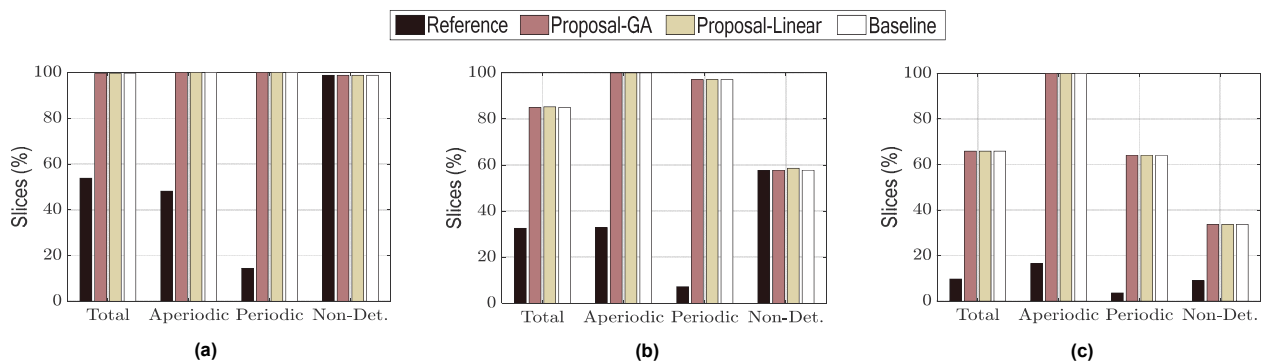 Reference Proposal-GA Proposal-Linear Baseline
100
80
60
40
20
0
Slices (%)
Total Aperiodic Periodic Non-Det.
(a)
100
80
60
40
20
0
Slices (%)
Total Aperiodic Periodic Non-Det.
(b)
100
80
60
40
20
0
Slices (%)
Total Aperiodic Periodic Non-Det.
(c)